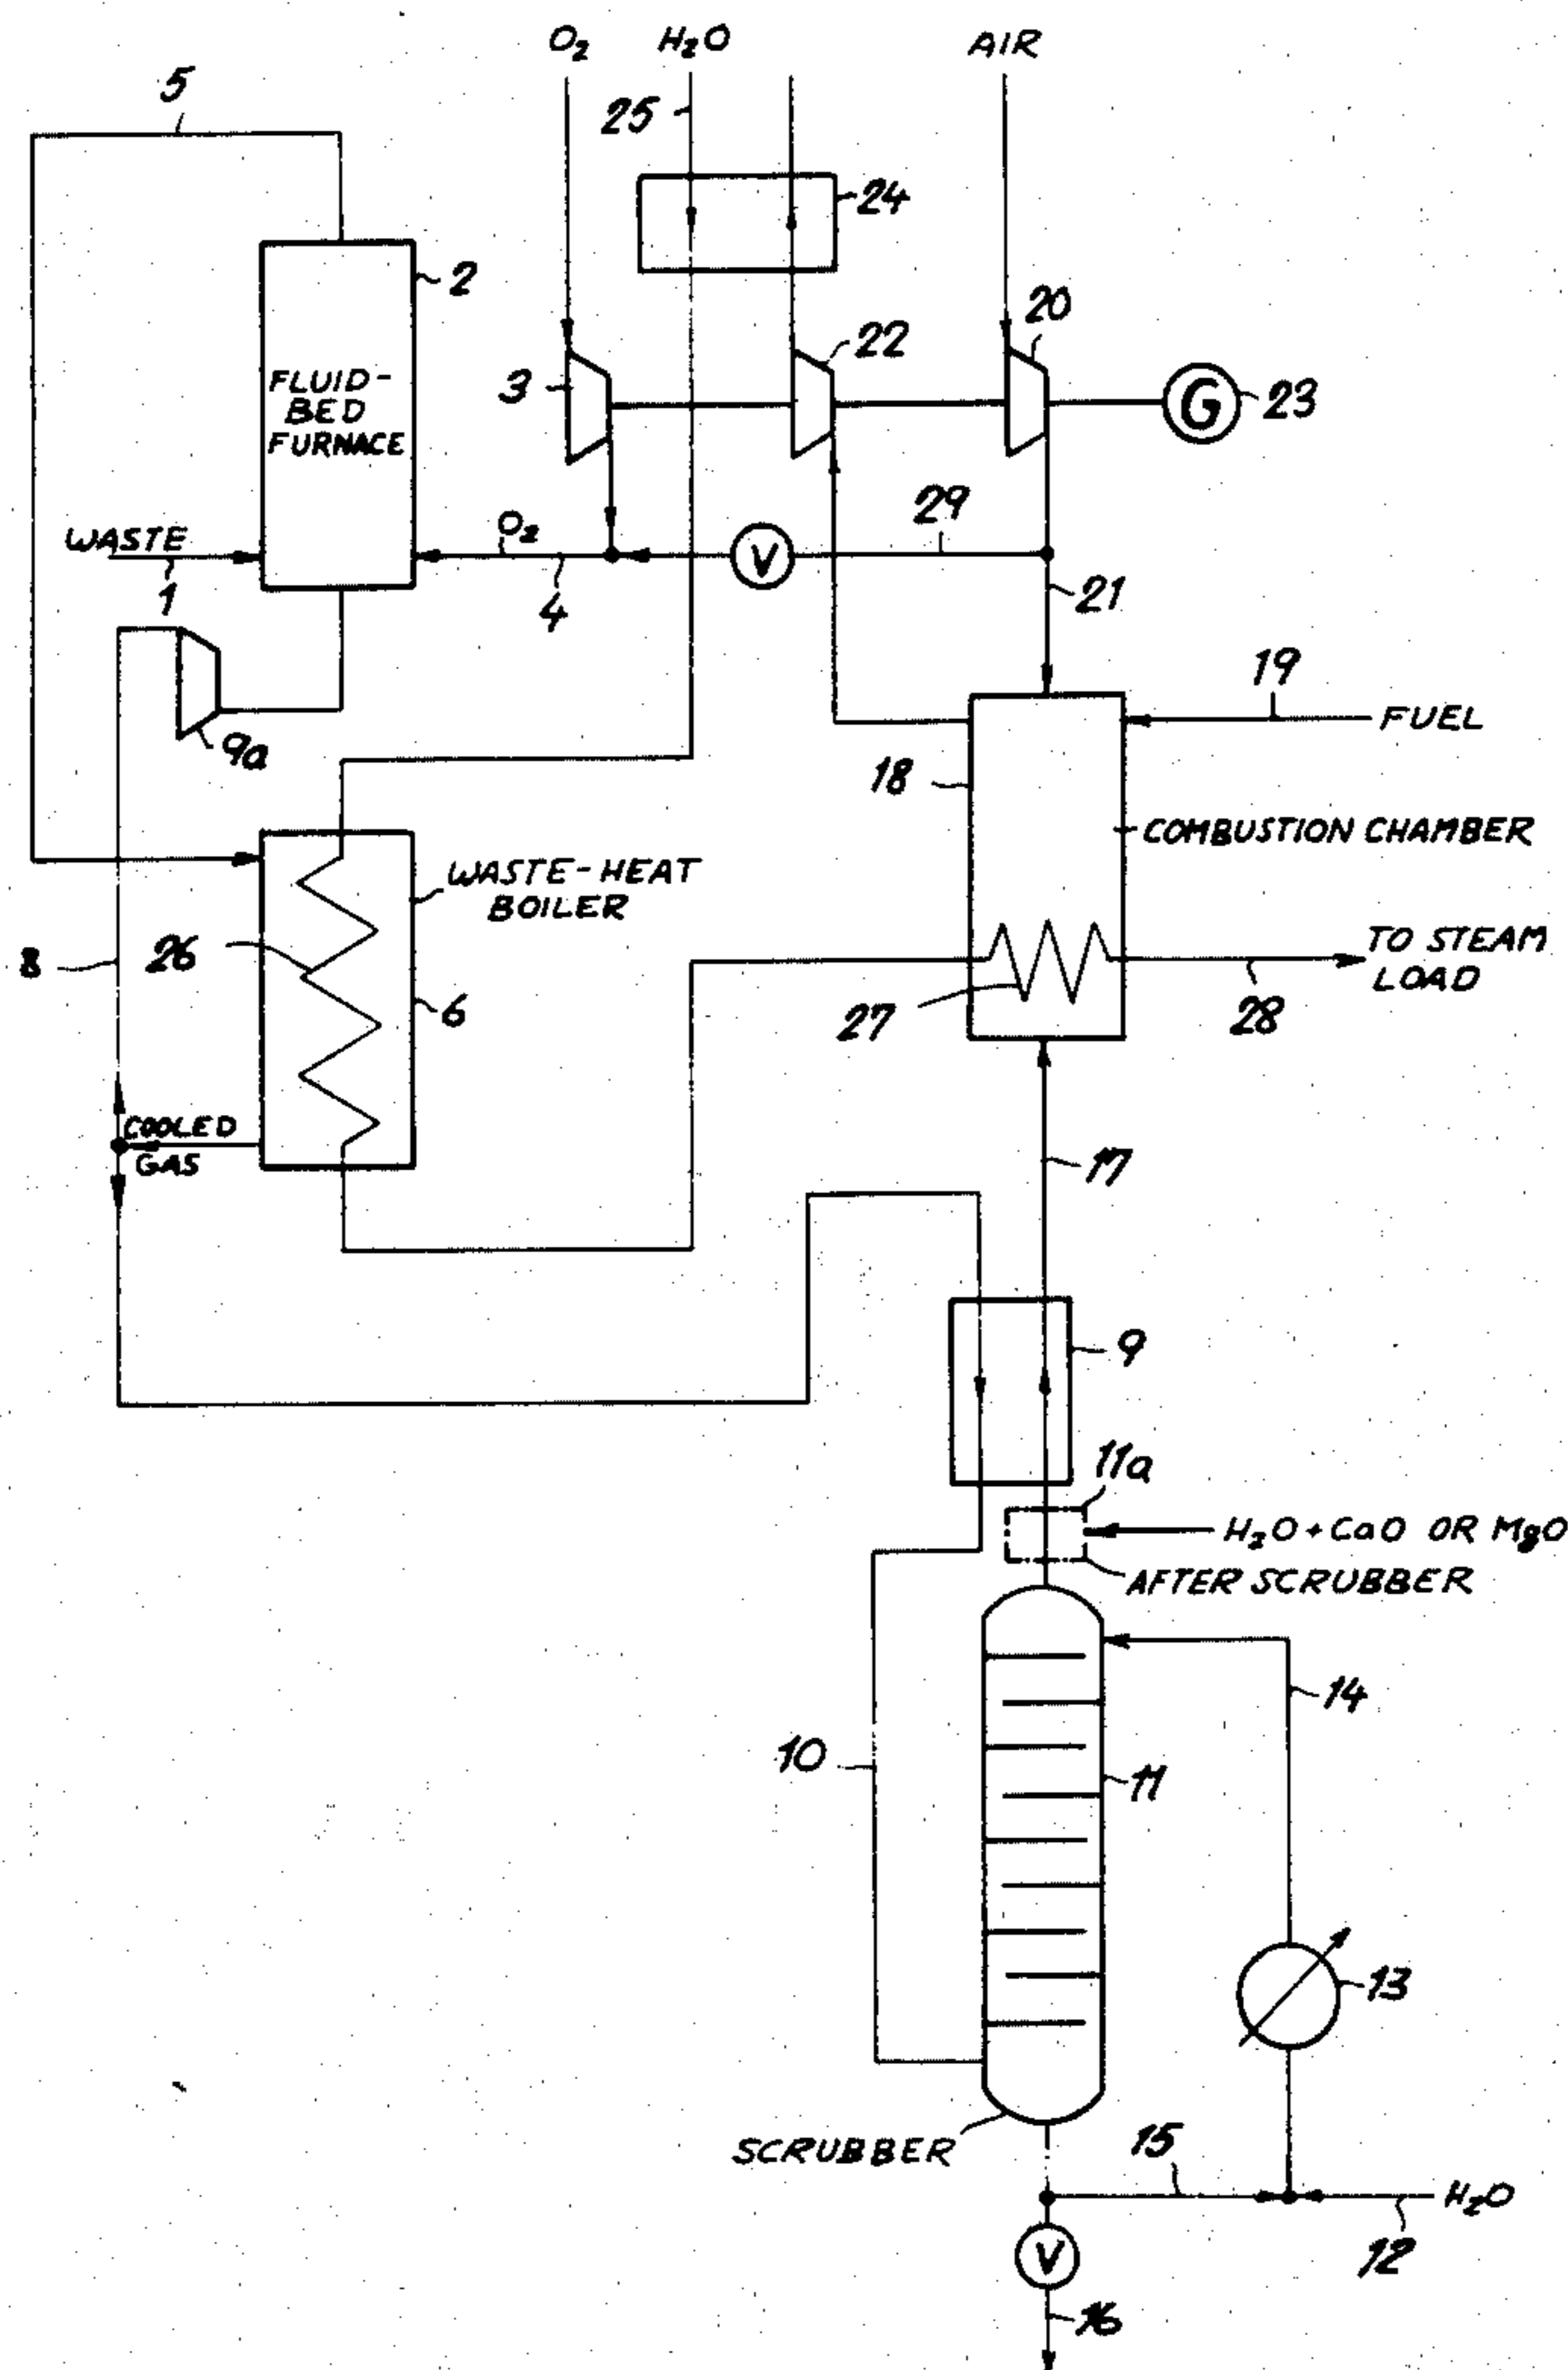 O₂
H₂O
AIR
5
25
24
2
20
22
3
FLUID-
BED
FURNACE
G
23
WASTE
1
O₂
4
V
29
21
19
FUEL
9a
18
COMBUSTION CHAMBER
WASTE-HEAT
BOILER
8
26
6
27
TO STEAM
LOAD
28
COOLED
GAS
17
9
11a
H₂O + CaO OR MgO
AFTER SCRUBBER
14
10
11
13
SCRUBBER
15
H₂O
12
V
16